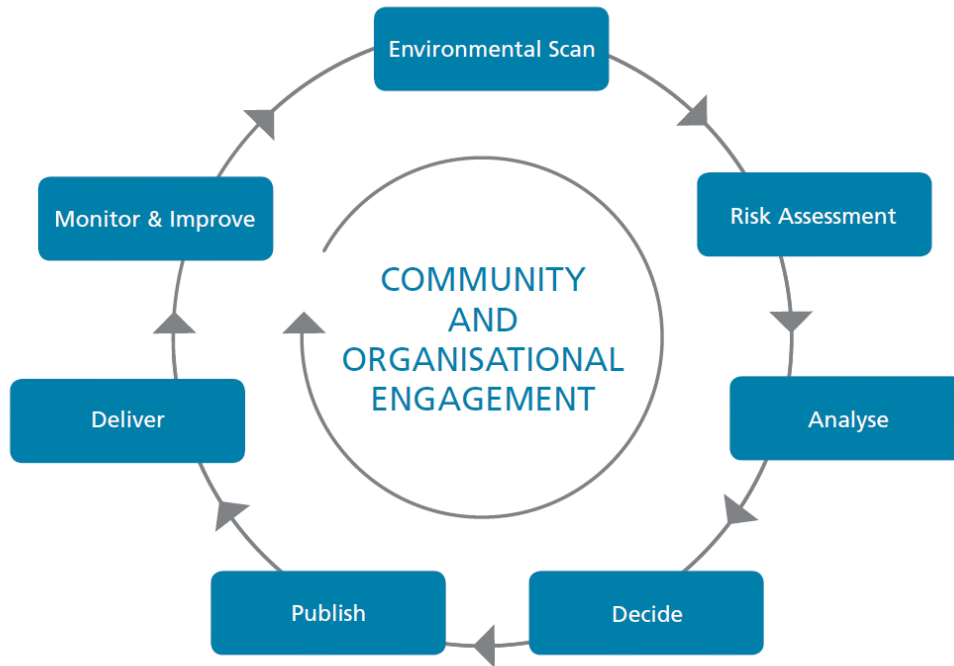 Environmental Scan
Risk Assessment
Analyse
Decide
Publish
Deliver
Monitor & Improve
COMMUNITY
AND
ORGANISATIONAL
ENGAGEMENT